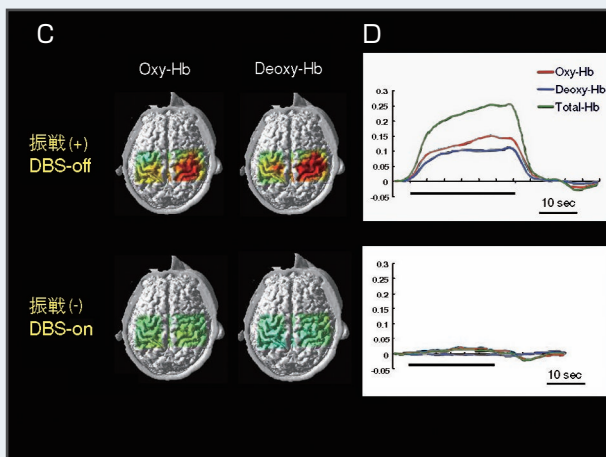 C
D
Oxy-Hb
Deoxy-Hb
振戦(+)
DBS-off
振戦(-)
DBS-on
Oxy-Hb
Deoxy-Hb
Total-Hb
0.3
0.25
0.2
0.15
0.1
0.05
0
-0.05
10 sec
0.3
0.25
0.2
0.15
0.1
0.05
0
-0.05
10 sec